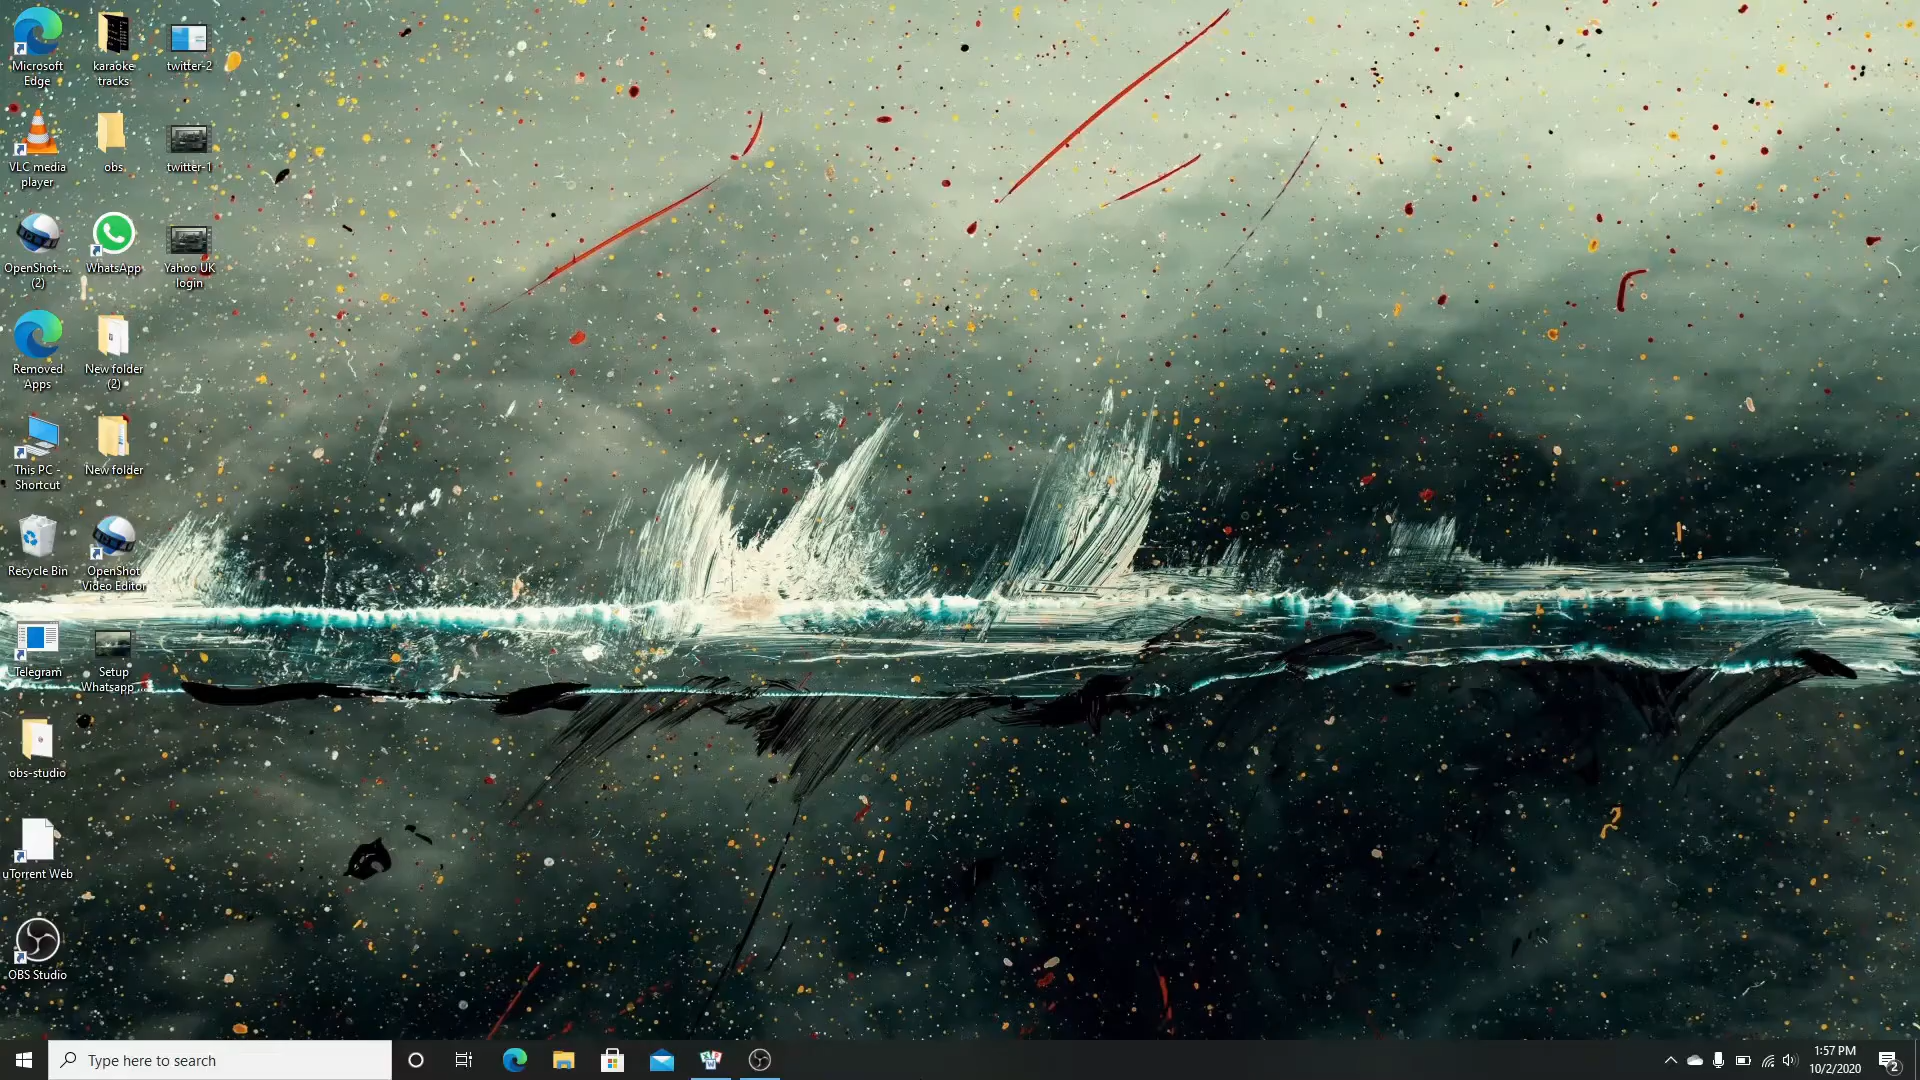 Microsoft
Edge
karaoke
tracks
twitter-2
VLC media
player
obs
twitter-1
OpenShot-...
(2)
WhatsApp
Yahoo UK
login
Removed
Apps
New folder
(2)
This PC -
Shortcut
New folder
Recycle Bin
OpenShot
Video Editor
Telegram
Setup
Whatsapp ...
obs-studio
uTorrent Web
OBS Studio
Type here to search
1:57 PM
10/2/2020
2